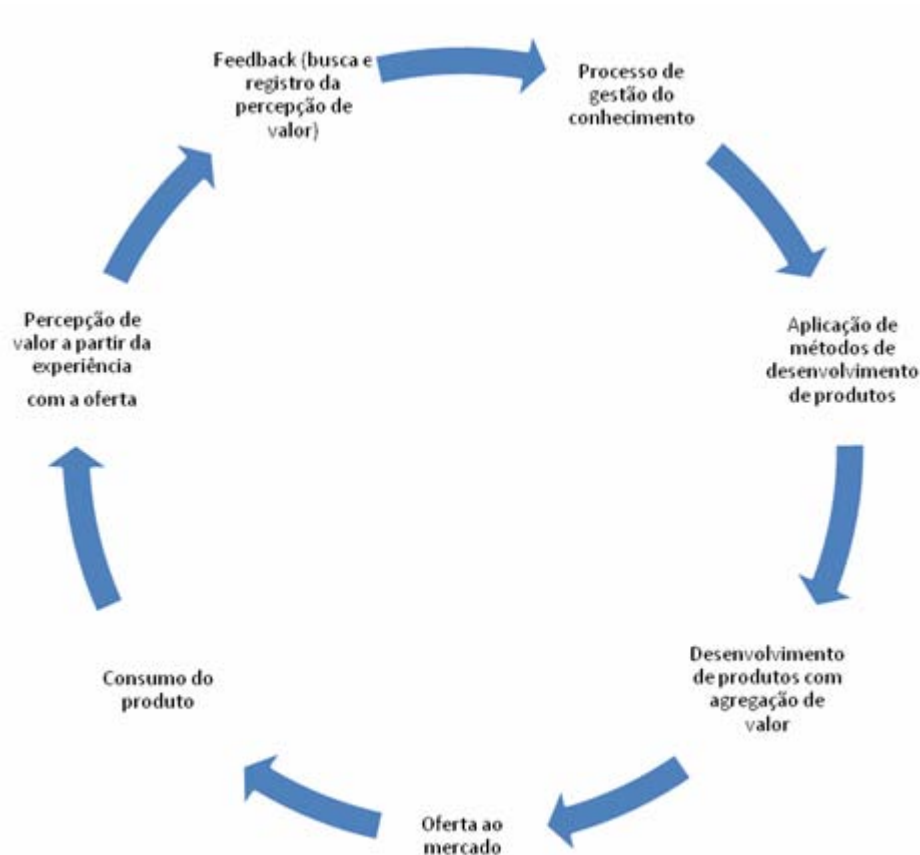 Feedback (busca e
registro da
percepção de
valor)
Processo de
gestão do
conhecimento
Aplicação de
métodos de
desenvolvimento
de produtos
Desenvolvimento
de produtos com
agregação de
valor
Oferta ao
mercado
Consumo do
produto
Percepção de
valor a partir da
experiência
com a oferta